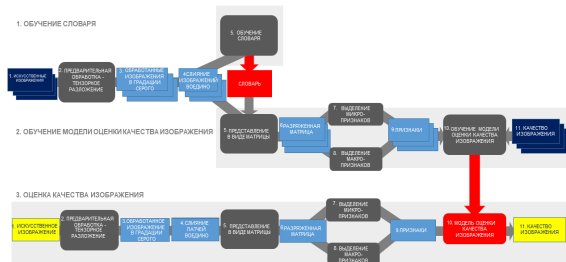 1. ОБУЧЕНИЕ СЛОВАРЯ
5. ОБУЧЕНИЕ
СЛОВАРЯ
1. ИСКУССТВЕННЫЕ
ИЗОБРАЖЕНИЯ
2. ПРЕДВАРИТЕЛЬНАЯ
ОБРАБОТКА -
ТЕНЗОРНОЕ
РАЗЛОЖЕНИЕ
3. ОБРАБОТАННЫЕ
ИЗОБРАЖЕНИЯ
В ГРАДАЦИИ
СЕРОГО
4.СЛИЯНИЕ
ИЗОБРАЖЕНИЙ
ВОЕДИНО
СЛОВАРЬ
2. ОБУЧЕНИЕ МОДЕЛИ ОЦЕНКИ КАЧЕСТВА ИЗОБРАЖЕНИЯ
5.ПРЕДСТАВЛЕНИЕ
В ВИДЕ МАТРИЦЫ
6.РАЗРЯЖЕННАЯ
МАТРИЦА
7. ВЫДЕЛЕНИЕ
МИКРО-
ПРИЗНАКОВ
8. ВЫДЕЛЕНИЕ
МАКРО-
ПРИЗНАКОВ
9.ПРИЗНАКИ
10. ОБУЧЕНИЕ МОДЕЛИ
ОЦЕНКИ КАЧЕСТВА
ИЗОБРАЖЕНИЯ
11. КАЧЕСТВО
ИЗОБРАЖЕНИЯ
3. ОЦЕНКА КАЧЕСТВА ИЗОБРАЖЕНИЯ
1. ИСКУССТВЕННОЕ
ИЗОБРАЖЕНИЕ
2. ПРЕДВАРИТЕЛЬНАЯ
ОБРАБОТКА -
ТЕНЗОРНОЕ
РАЗЛОЖЕНИЕ
3.ОБРАБОТАННОЕ
ИЗОБРАЖЕНИЕ
В ГРАДАЦИИ
СЕРОГО
4. СЛИЯНИЕ
ПАТЧЕЙ
ВОЕДИНО
5. ПРЕДСТАВЛЕНИЕ
В ВИДЕ МАТРИЦЫ
6.РАЗРЯЖЕННАЯ
МАТРИЦА
7. ВЫДЕЛЕНИЕ
МИКРО-
ПРИЗНАКОВ
8. ВЫДЕЛЕНИЕ
МАКРО-
ПРИЗНАКОВ
9.ПРИЗНАКИ
10. МОДЕЛЬ ОЦЕНКИ
КАЧЕСТВА
ИЗОБРАЖЕНИЯ
11. КАЧЕСТВО
ИЗОБРАЖЕНИЯ